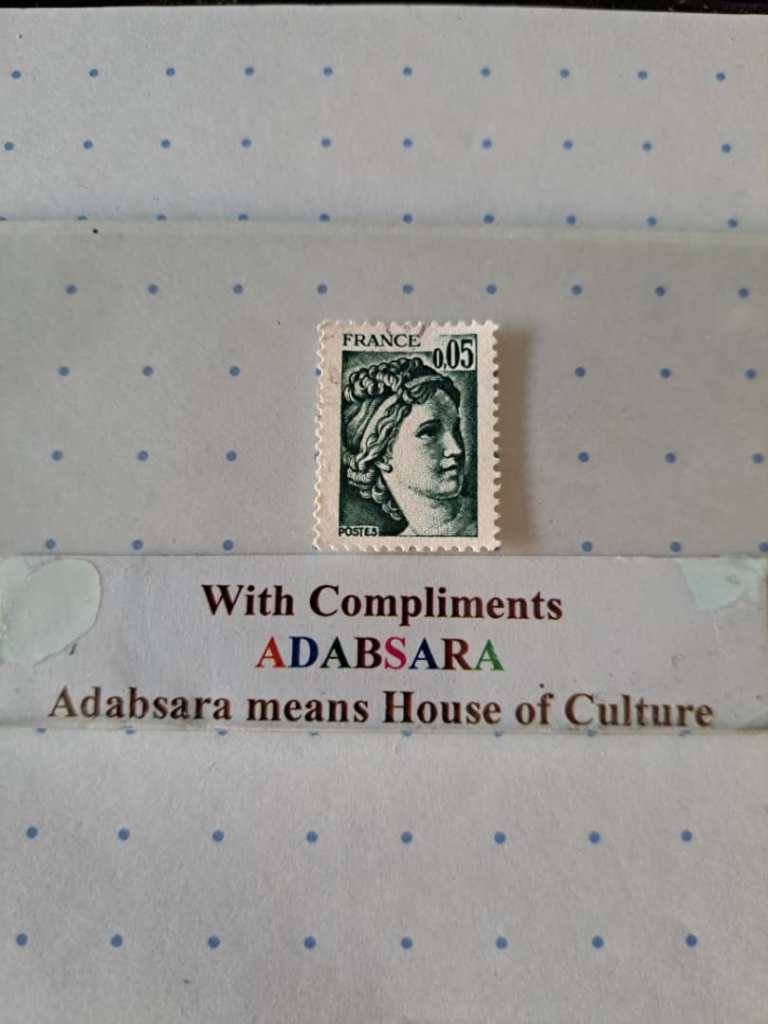 FRANCE
0,05
POSTES
With Compliments
ADABSARA
Adabsara means House of Culture